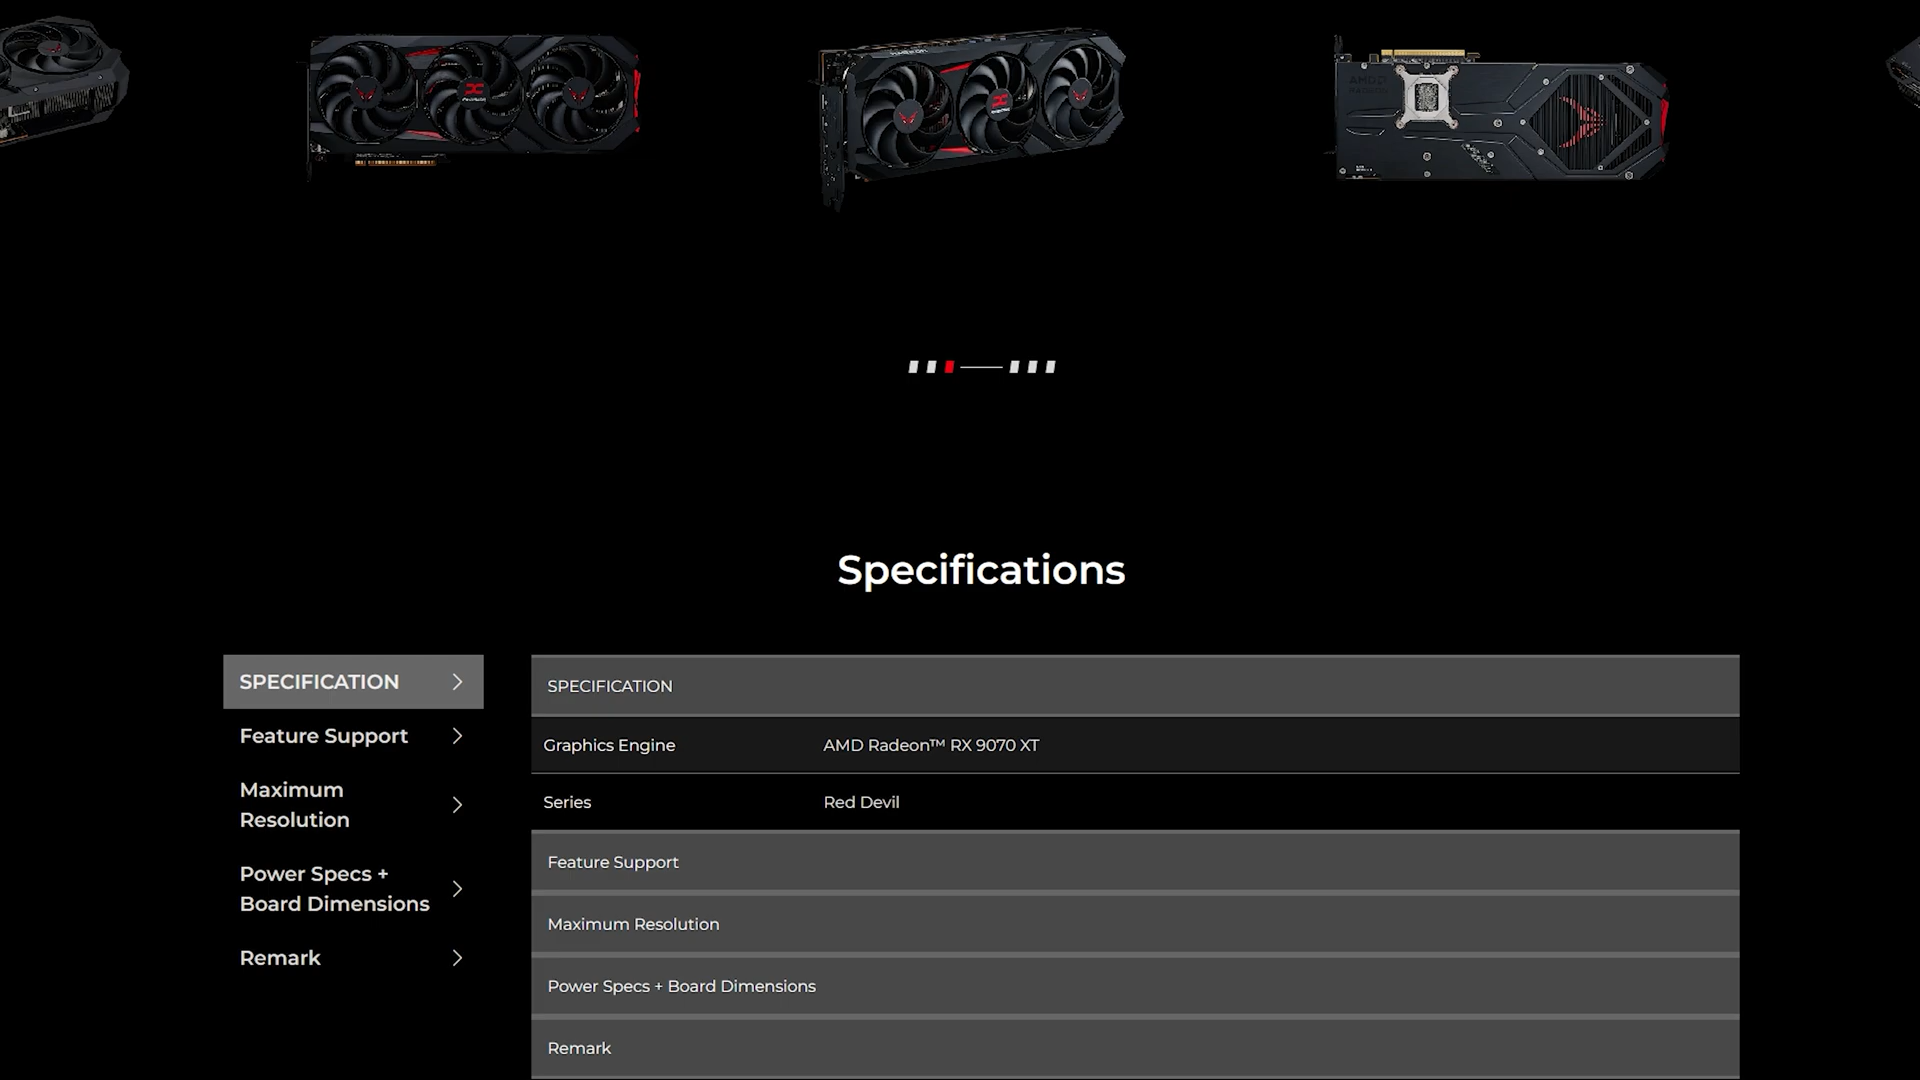 Specifications
SPECIFICATION
Feature Support
Maximum
Resolution
Power Specs +
Board Dimensions
Remark
SPECIFICATION
Graphics Engine AMD Radeon™ RX 9070 XT
Series Red Devil
Feature Support
Maximum Resolution
Power Specs + Board Dimensions
Remark